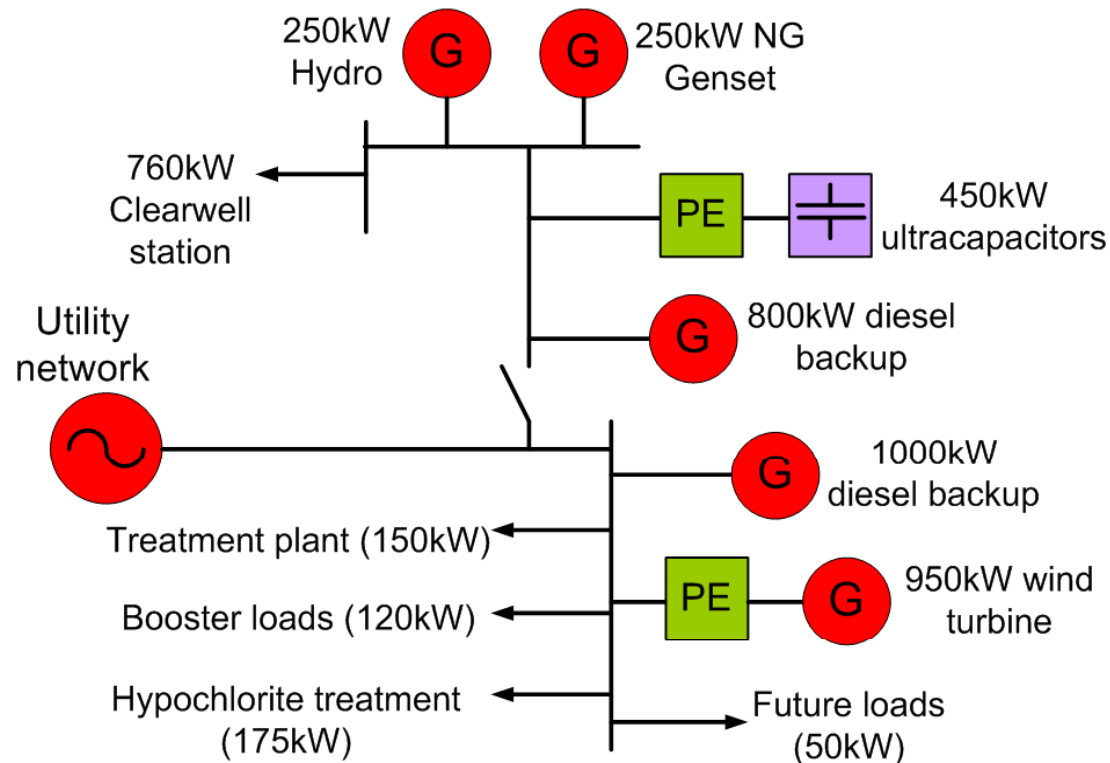 250kW
Hydro
G
G
250kW NG
Genset
760kW
Clearwell
station
PE
450kW
ultracapacitors
G
800kW diesel
backup
Utility
network
G
1000kW
diesel backup
Treatment plant (150kW)
PE
G
950kW wind
turbine
Booster loads (120kW)
Hypochlorite treatment
(175kW)
Future loads
(50kW)